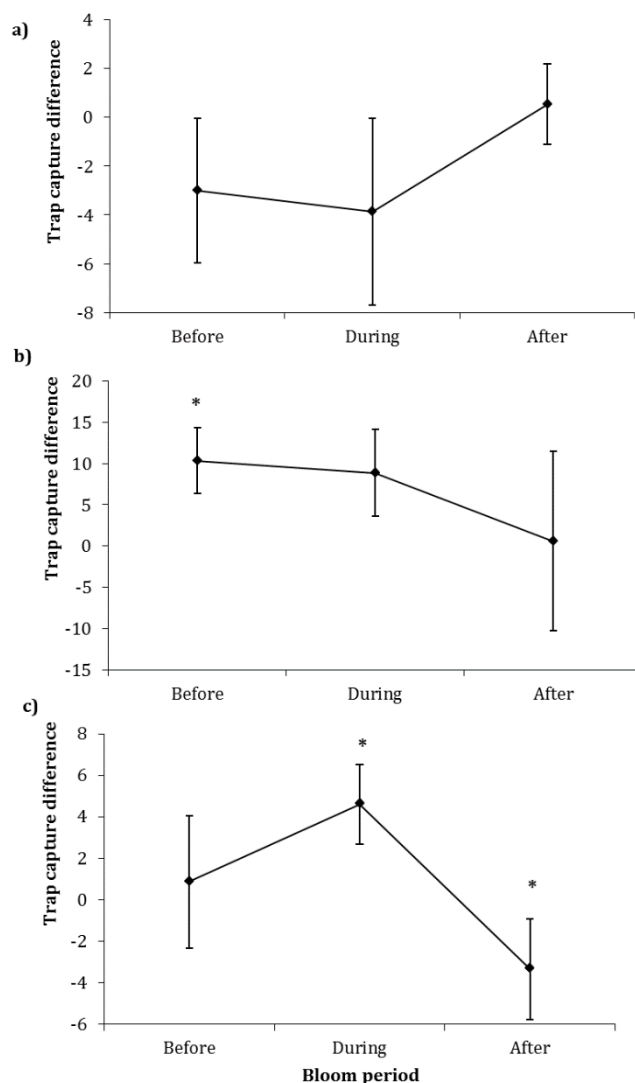 a)
Trap capture difference
4
2
0
-2
-4
-6
-8
Before During After
b)
Trap capture difference
20
15
10
5
0
-5
-10
-15
*
Before During After
c)
Trap capture difference
8
6
4
2
0
-2
-4
-6
*
*
Before During After
Bloom period